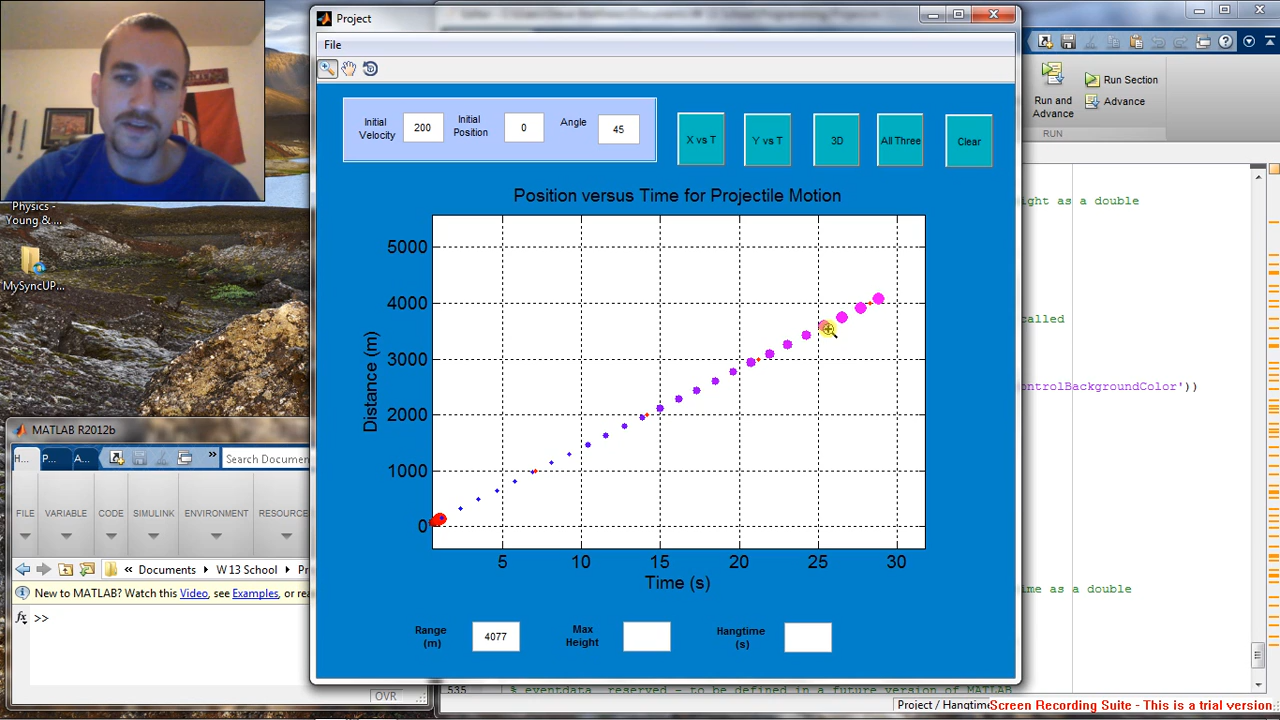 Project
File
Initial Velocity 200
Initial Position 0
Angle 45
X vs T
Y vs T
3D
All Three
Clear
Run and Advance
Run Section
Advance
RUN
Position versus Time for Projectile Motion
5000
4000
3000
2000
1000
0
Distance (m)
5 10 15 20 25 30
Time (s)
Range (m) 4077
Max Height
Hangtime (s)
Physics -
Young & ...
MySyncUP...
MATLAB R2012b
H... P... A... » Search Documen
FILE VARIABLE CODE SIMULINK ENVIRONMENT RESOURC
« Documents W 13 School Pr
New to MATLAB? Watch this Video, see Examples, or rea
fx >>
OVR
ight as a double
called
ontrolBackgroundColor'))
ime as a double
535 % eventdata reserved - to be defined in a future version of MATLAB
Project / Hangtime
Screen Recording Suite - This is a trial version